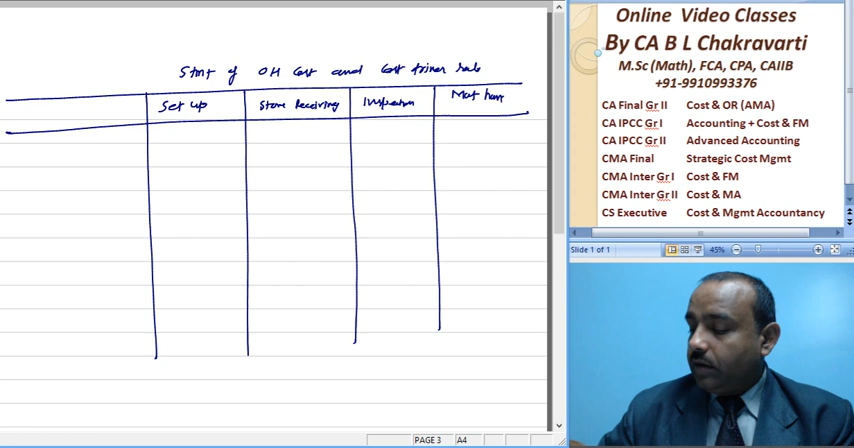 Stmt of OH Cost and Cost driver rate
Set up Store Receiving Inspection Mat han
Online Video Classes
By CA B L Chakravarti
M.Sc (Math), FCA, CPA, CAIIB
+91-9910993376
CA Final Gr II Cost & OR (AMA)
CA IPCC Gr I Accounting + Cost & FM
CA IPCC Gr II Advanced Accounting
CMA Final Strategic Cost Mgmt
CMA Inter Gr I Cost & FM
CMA Inter Gr II Cost & MA
CS Executive Cost & Mgmt Accountancy
Slide 1 of 1 45%
PAGE 3 A4